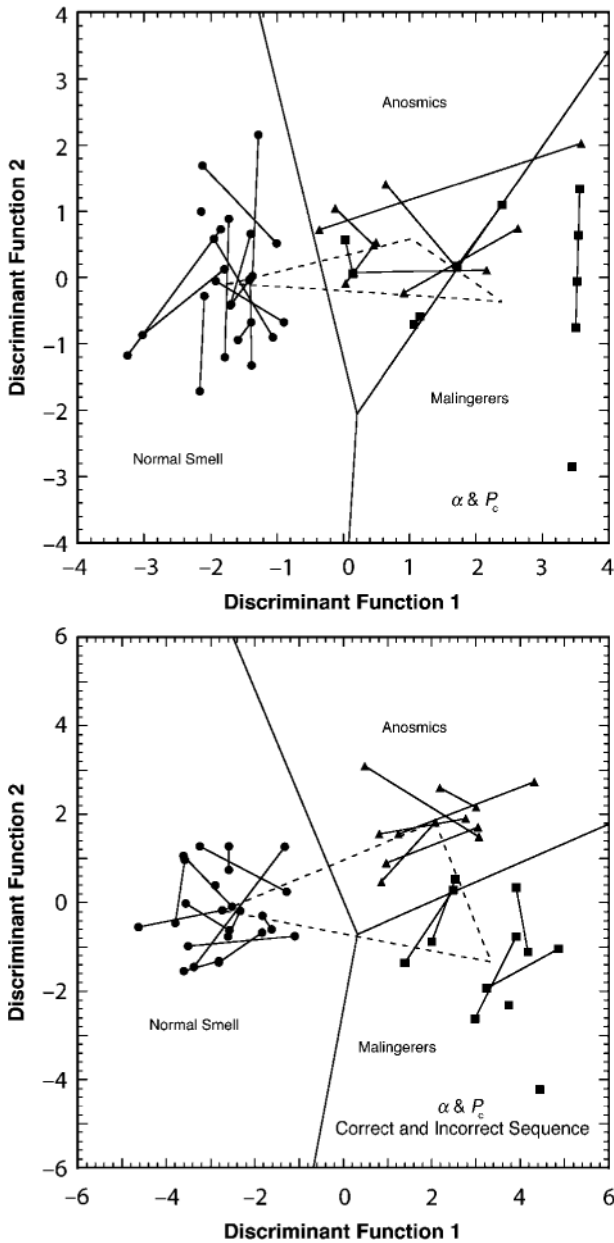 4
3
2
1
0
−1
−2
−3
−4
Discriminant Function 2
Anosmics
Malingerers
Normal Smell
α & Pc
−4
−3
−2
−1
0
1
2
3
4
Discriminant Function 1
6
4
2
0
−2
−4
−6
Discriminant Function 2
Anosmics
Normal Smell
Malingerers
α & Pc
Correct and Incorrect Sequence
−6
−4
−2
0
2
4
6
Discriminant Function 1